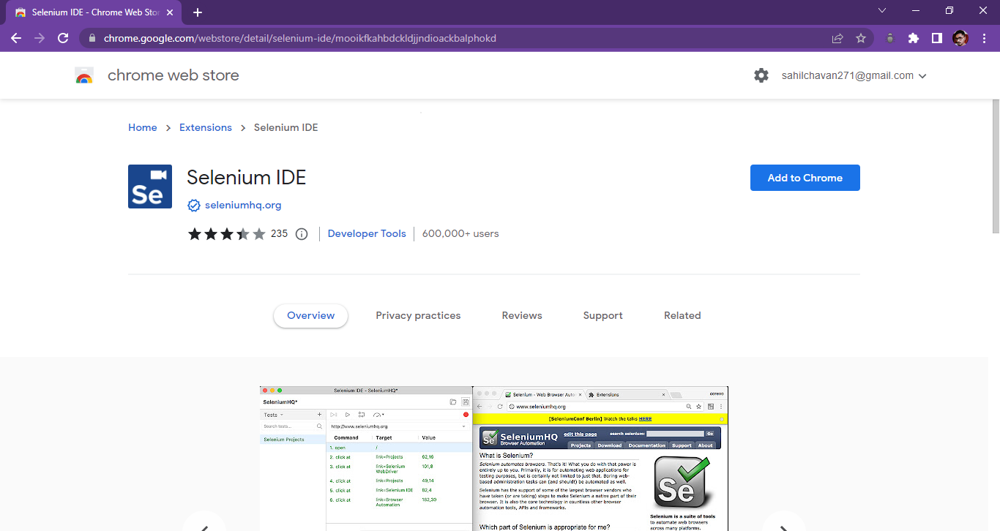 Selenium IDE - Chrome Web Stor
chrome.google.com/webstore/detail/selenium-ide/mooikfkahbdckldjjndioackbalphokd
chrome web store
sahilchavan271@gmail.com
Home > Extensions > Selenium IDE
Selenium IDE
Add to Chrome
Se
seleniumhq.org
235
Developer Tools
600,000+ users
Overview
Privacy practices
Reviews
Support
Related
Selenium IDE - SeleniumHQ*
SeleniumHQ*
Tests
Search tests...
http://www.seleniumhq.org
Selenium Projects
Command Target Value
1. open /
2. click at link=Projects 62,16
3. click at link=Selenium WebDriver 101,8
4. click at link=Projects 49,14
5. click at link=Selenium IDE 82,4
6. click at link=Browser Automation 182,30
Selenium - Web Browser Auto
Extensions
corevo
www.seleniumhq.org
[SeleniumConf Berlin] Watch the talks HERE
Se
SeleniumHQ
Browser Automation
edit this page
search selenium:
Go
Projects Download Documentation Support About
What is Selenium?
Selenium automates browsers. That's it! What you do with that power is
entirely up to you. Primarily, it is for automating web applications for
testing purposes, but is certainly not limited to just that. Boring web-
based administration tasks can (and should!) be automated as well.
Selenium has the support of some of the largest browser vendors who
have taken (or are taking) steps to make Selenium a native part of their
browser. It is also the core technology in countless other browser
automation tools, APIs and frameworks.
Which part of Selenium is appropriate for me?
Se
Selenium is a suite of tools
to automate web browsers
across many platforms.